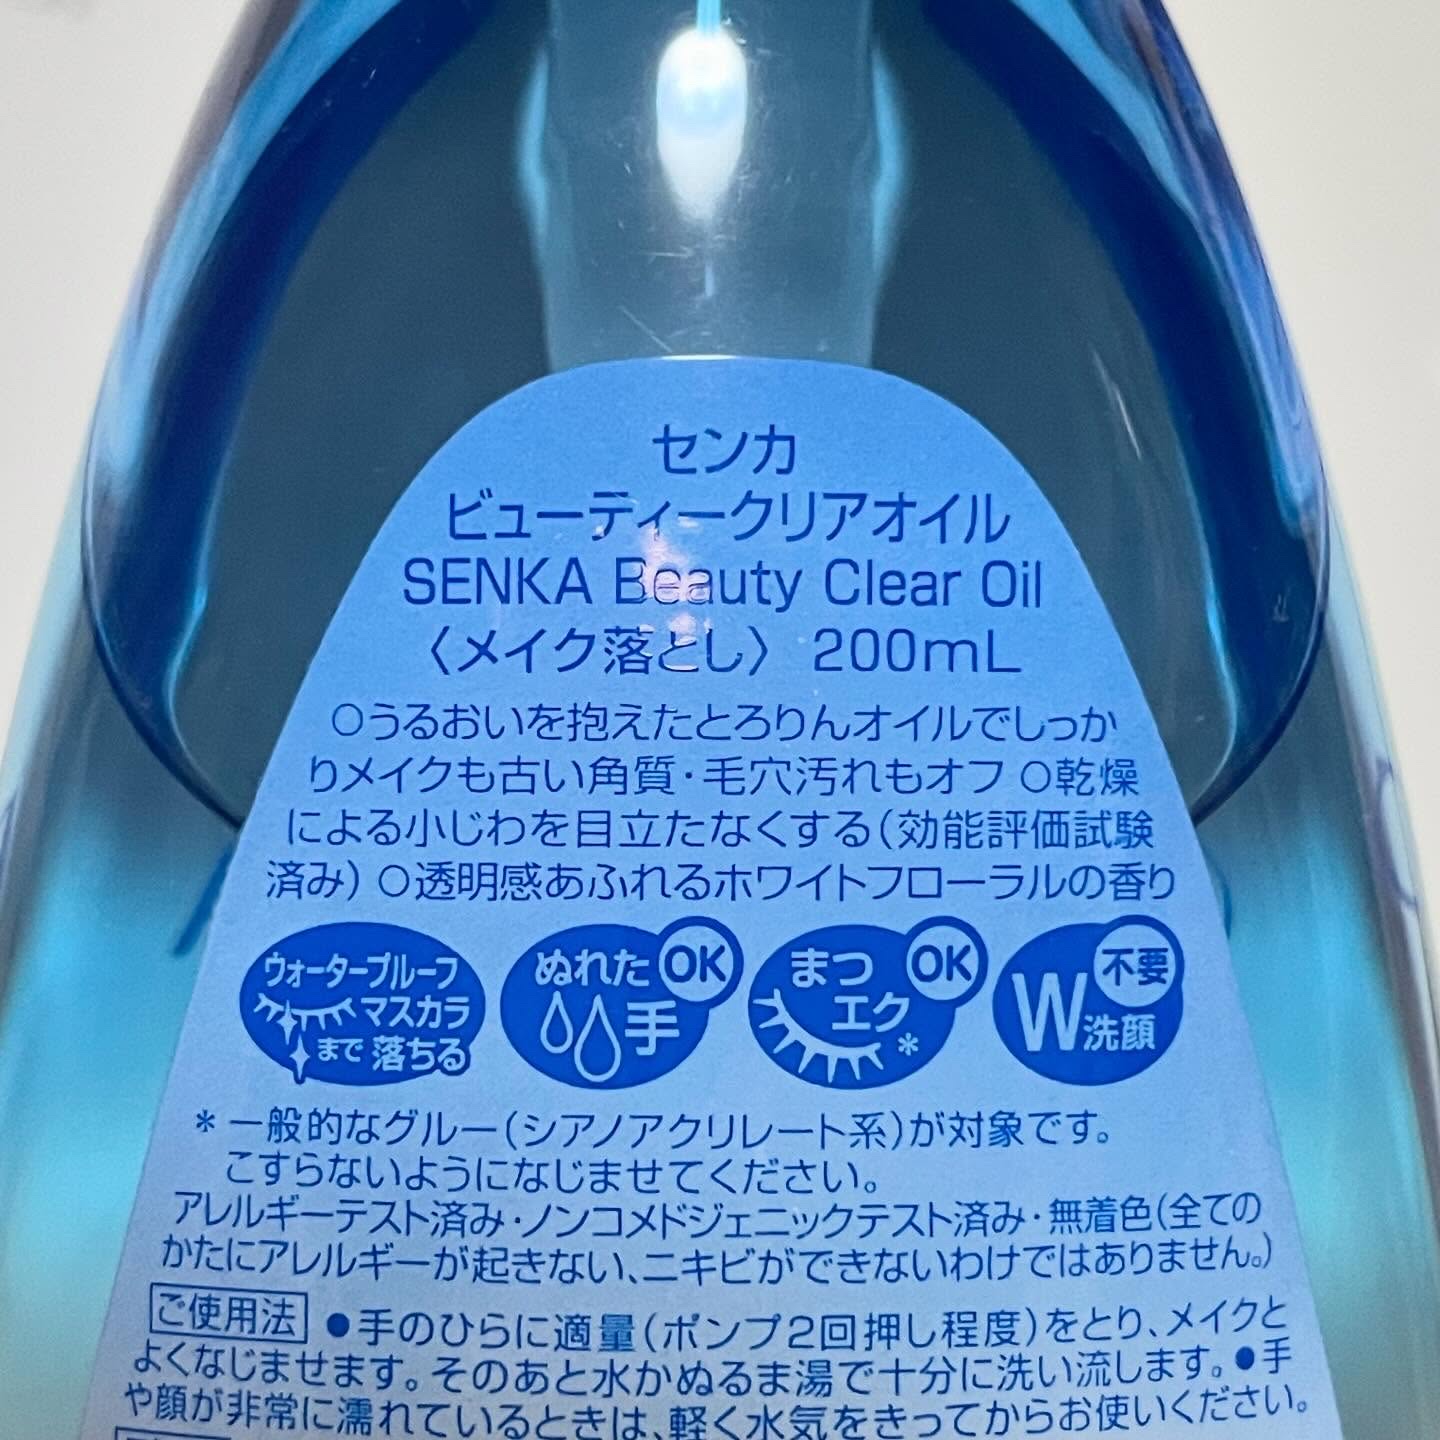 センカ
ビューティークリアオイル
SENKA Beauty Clear Oil
〈メイク落とし〉 200mL
○うるおいを抱えたとろりんオイルでしっか
りメイクも古い角質・毛穴汚れもオフ ○乾燥
による小じわを目立たなくする(効能評価試験
済み) ○透明感あふれるホワイトフローラルの香り
ウォータープルーフ
マスカラ
まで落ちる
ぬれた
手
OK
まつ
エク*
OK
W洗顔
不要
* 一般的なグルー(シアノアクリレート系)が対象です。
こすらないようになじませてください。
アレルギーテスト済み・ノンコメドジェニックテスト済み・無着色(全ての
かたにアレルギーが起きない、ニキビができないわけではありません。)
ご使用法 ●手のひらに適量(ポンプ2回押し程度)をとり、メイクと
よくなじませます。そのあと水かぬるま湯で十分に洗い流します。●手
や顔が非常に濡れているときは、軽く水気をきってからお使いください。